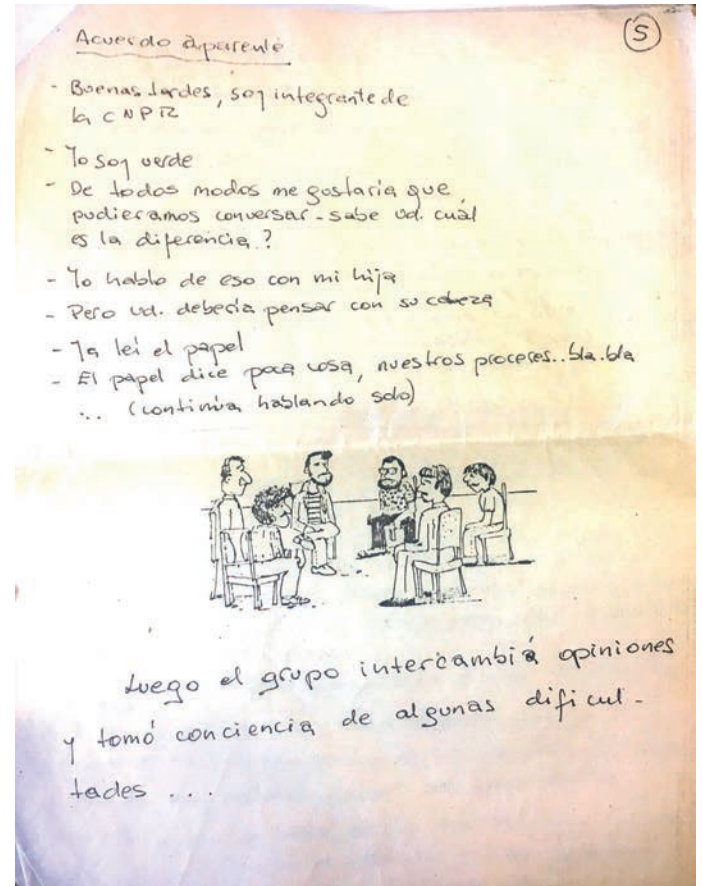 5
Acuerdo aparente
- Buenas tardes, soy integrante de
la CNPR
- Yo soy verde
- De todos modos me gustaria que
pudieramos conversar - sabe ud. cuál
es la diferencia?
- Yo hablo de eso con mi hija
- Pero ud. debería pensar con su cabeza
- Ya leí el papel
- El papel dice poca cosa, nuestros proceres..bla.bla
... (continúa hablando solo)
Luego el grupo intercambió opiniones
y tomó conciencia de algunas dificul-
tades ...